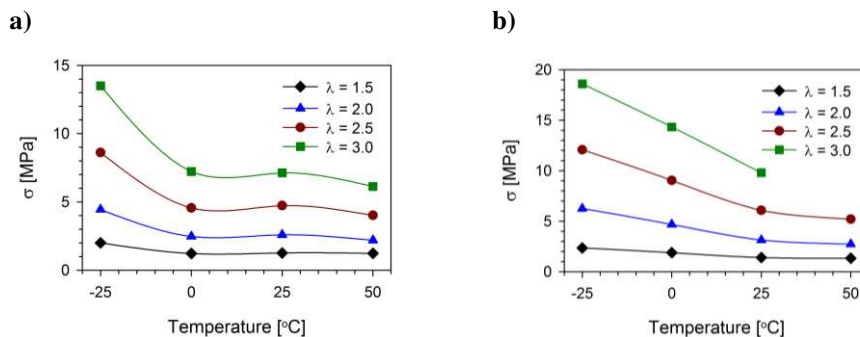 a)
b)
15
10
5
0
σ [MPa]
λ = 1.5
λ = 2.0
λ = 2.5
λ = 3.0
-25 0 25 50
Temperature [°C]
20
15
10
5
0
σ [MPa]
λ = 1.5
λ = 2.0
λ = 2.5
λ = 3.0
-25 0 25 50
Temperature [°C]